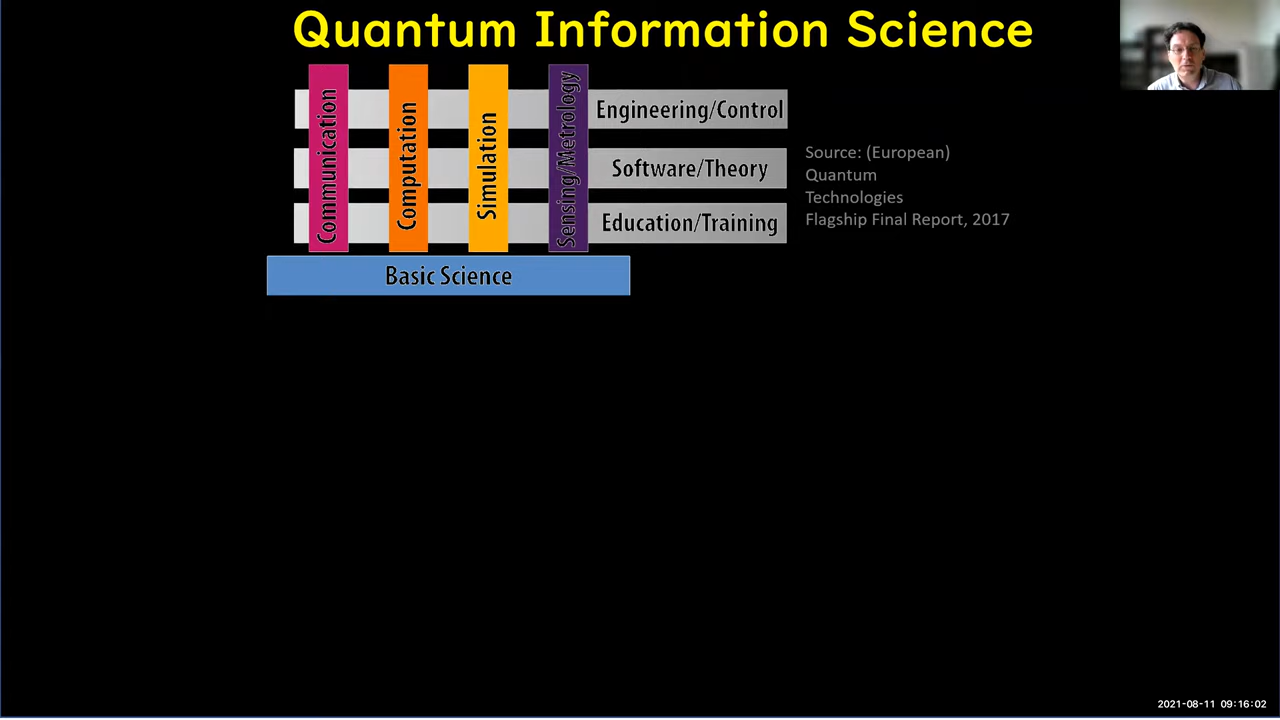 Quantum Information Science
Communication
Computation
Simulation
Sensing/Metrology
Engineering/Control
Software/Theory
Education/Training
Basic Science
Source: (European)
Quantum
Technologies
Flagship Final Report, 2017
2021-08-11 09:16:02